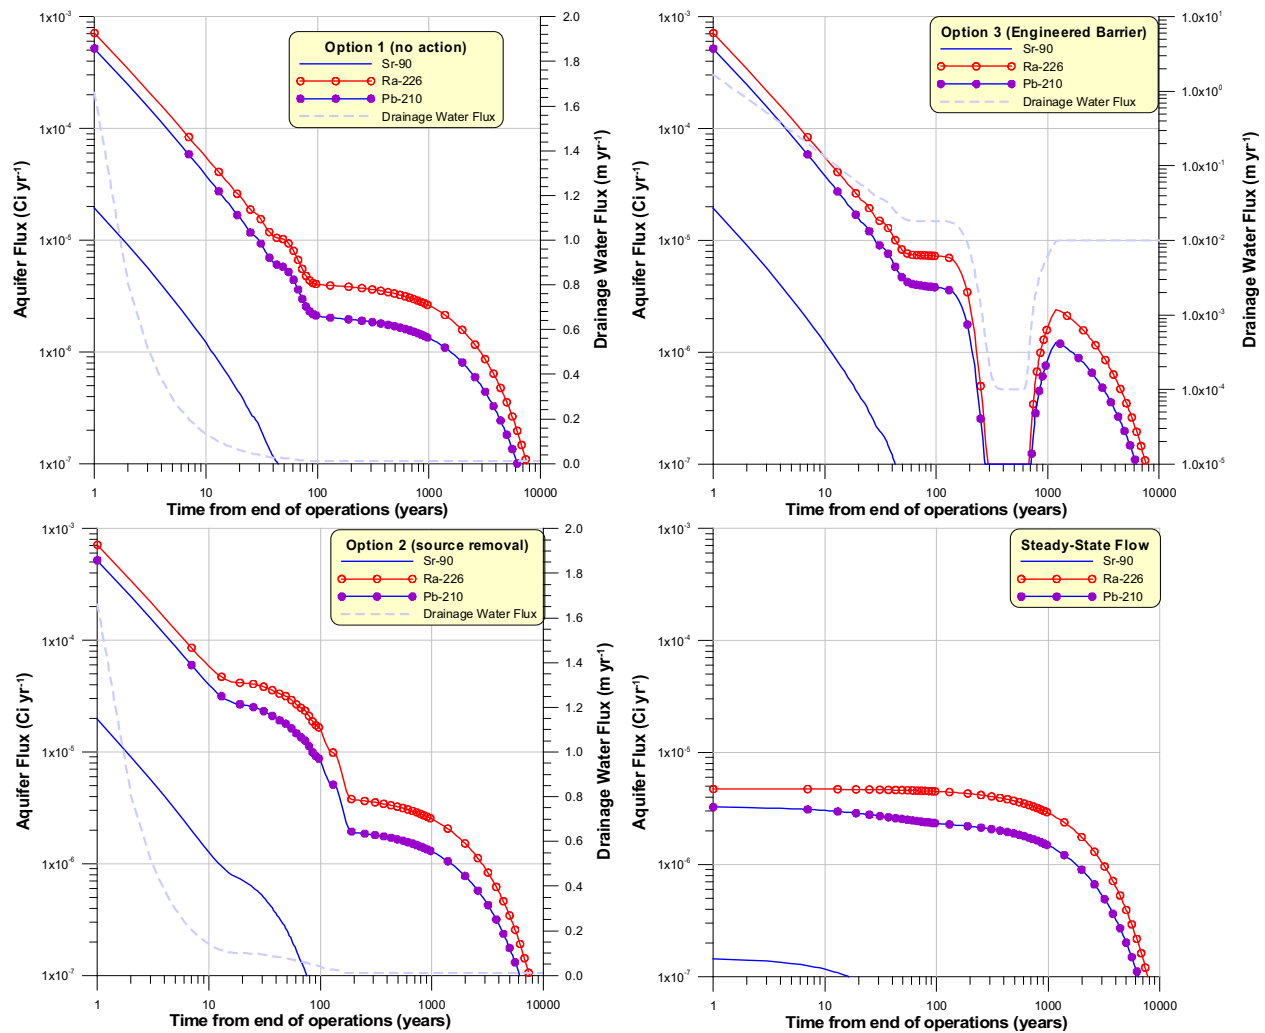 Option 1 (no action)
Sr-90
Ra-226
Pb-210
Drainage Water Flux
1x10⁻³
1x10⁻⁴
1x10⁻⁵
1x10⁻⁶
1x10⁻⁷
Aquifer Flux (Ci yr⁻¹)
2.0
1.8
1.6
1.4
1.2
1.0
0.8
0.6
0.4
0.2
0.0
Drainage Water Flux (m yr⁻¹)
1 10 100 1000 10000
Time from end of operations (years)
Option 3 (Engineered Barrier)
Sr-90
Ra-226
Pb-210
Drainage Water Flux
1x10⁻³
1x10⁻⁴
1x10⁻⁵
1x10⁻⁶
1x10⁻⁷
Aquifer Flux (Ci yr⁻¹)
1.0x10¹
1.0x10⁰
1.0x10⁻¹
1.0x10⁻²
1.0x10⁻³
1.0x10⁻⁴
1.0x10⁻⁵
Drainage Water Flux (m yr⁻¹)
1 10 100 1000 10000
Time from end of operations (years)
Option 2 (source removal)
Sr-90
Ra-226
Pb-210
Drainage Water Flux
1x10⁻³
1x10⁻⁴
1x10⁻⁵
1x10⁻⁶
1x10⁻⁷
Aquifer Flux (Ci yr⁻¹)
2.0
1.8
1.6
1.4
1.2
1.0
0.8
0.6
0.4
0.2
0.0
Drainage Water Flux (m yr⁻¹)
1 10 100 1000 10000
Time from end of operations (years)
Steady-State Flow
Sr-90
Ra-226
Pb-210
1x10⁻³
1x10⁻⁴
1x10⁻⁵
1x10⁻⁶
1x10⁻⁷
Aquifer Flux (Ci yr⁻¹)
1 10 100 1000 10000
Time from end of operations (years)